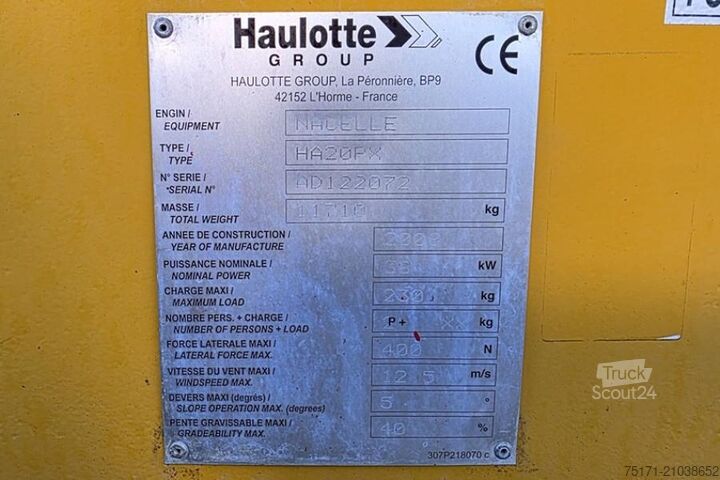 Haulotte
GROUP
CE
HAULOTTE GROUP, La Péronnière, BP9
42152 L'Horme - France
ENGIN /
EQUIPMENT
NACELLE
TYPE /
TYPE
HA20PX
N° SERIE /
SERIAL N°
AD122072
MASSE /
TOTAL WEIGHT
11710 kg
ANNEE DE CONSTRUCTION /
YEAR OF MANUFACTURE
PUISSANCE NOMINALE /
NOMINAL POWER
kW
CHARGE MAXI /
MAXIMUM LOAD
230 kg
NOMBRE PERS. + CHARGE /
NUMBER OF PERSONS + LOAD
P + kg
FORCE LATERALE MAXI /
LATERAL FORCE MAX.
400 N
VITESSE DU VENT MAXI /
WINDSPEED MAX.
12.5 m/s
DEVERS MAXI (degrés) /
SLOPE OPERATION MAX. (degrees)
5 °
PENTE GRAVISSABLE MAXI /
GRADEABILITY MAX.
40 %
307P218070 c
Truck
Scout24
75171-21038652